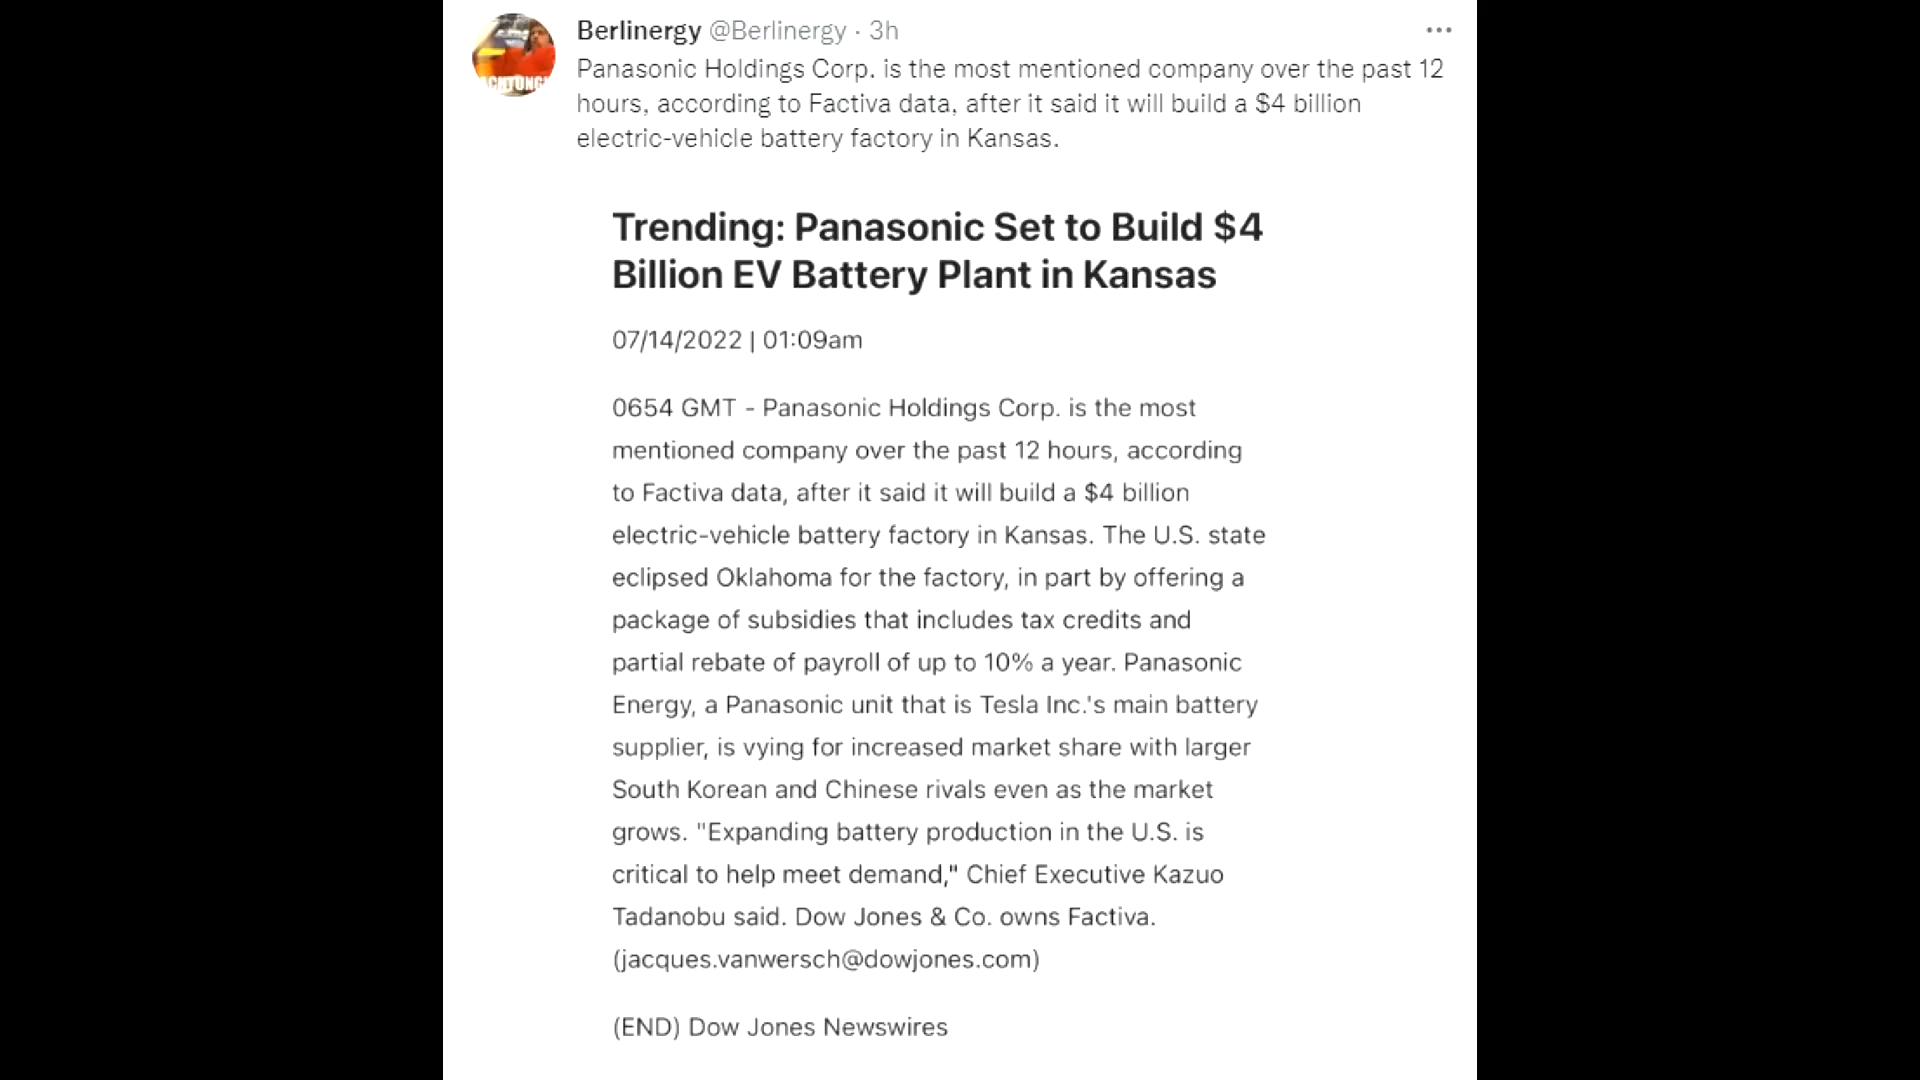 Berlinergy @Berlinergy · 3h
Panasonic Holdings Corp. is the most mentioned company over the past 12
hours, according to Factiva data, after it said it will build a $4 billion
electric-vehicle battery factory in Kansas.
Trending: Panasonic Set to Build $4
Billion EV Battery Plant in Kansas
07/14/2022 | 01:09am
0654 GMT - Panasonic Holdings Corp. is the most
mentioned company over the past 12 hours, according
to Factiva data, after it said it will build a $4 billion
electric-vehicle battery factory in Kansas. The U.S. state
eclipsed Oklahoma for the factory, in part by offering a
package of subsidies that includes tax credits and
partial rebate of payroll of up to 10% a year. Panasonic
Energy, a Panasonic unit that is Tesla Inc.'s main battery
supplier, is vying for increased market share with larger
South Korean and Chinese rivals even as the market
grows. "Expanding battery production in the U.S. is
critical to help meet demand," Chief Executive Kazuo
Tadanobu said. Dow Jones & Co. owns Factiva.
(jacques.vanwersch@dowjones.com)
(END) Dow Jones Newswires